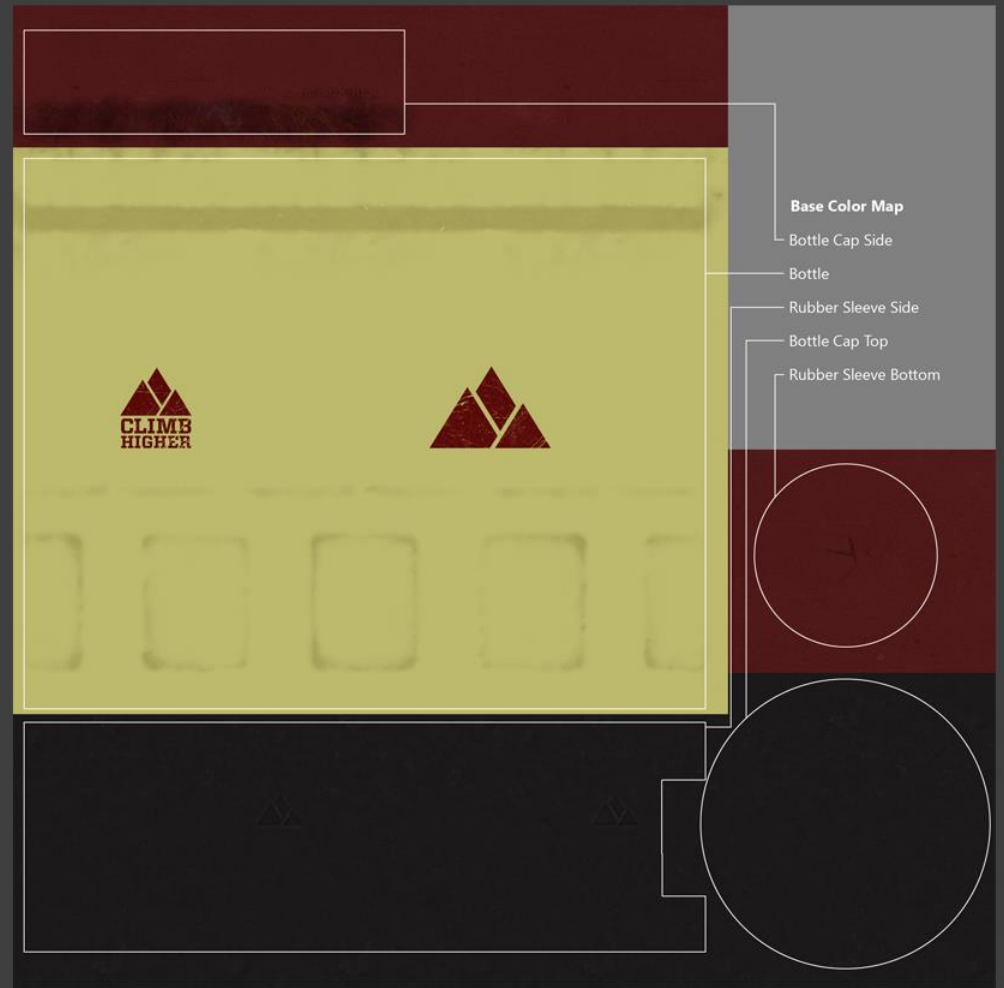 Base Color Map
Bottle Cap Side
Bottle
Rubber Sleeve Side
Bottle Cap Top
Rubber Sleeve Bottom
CLIMB
HIGHER